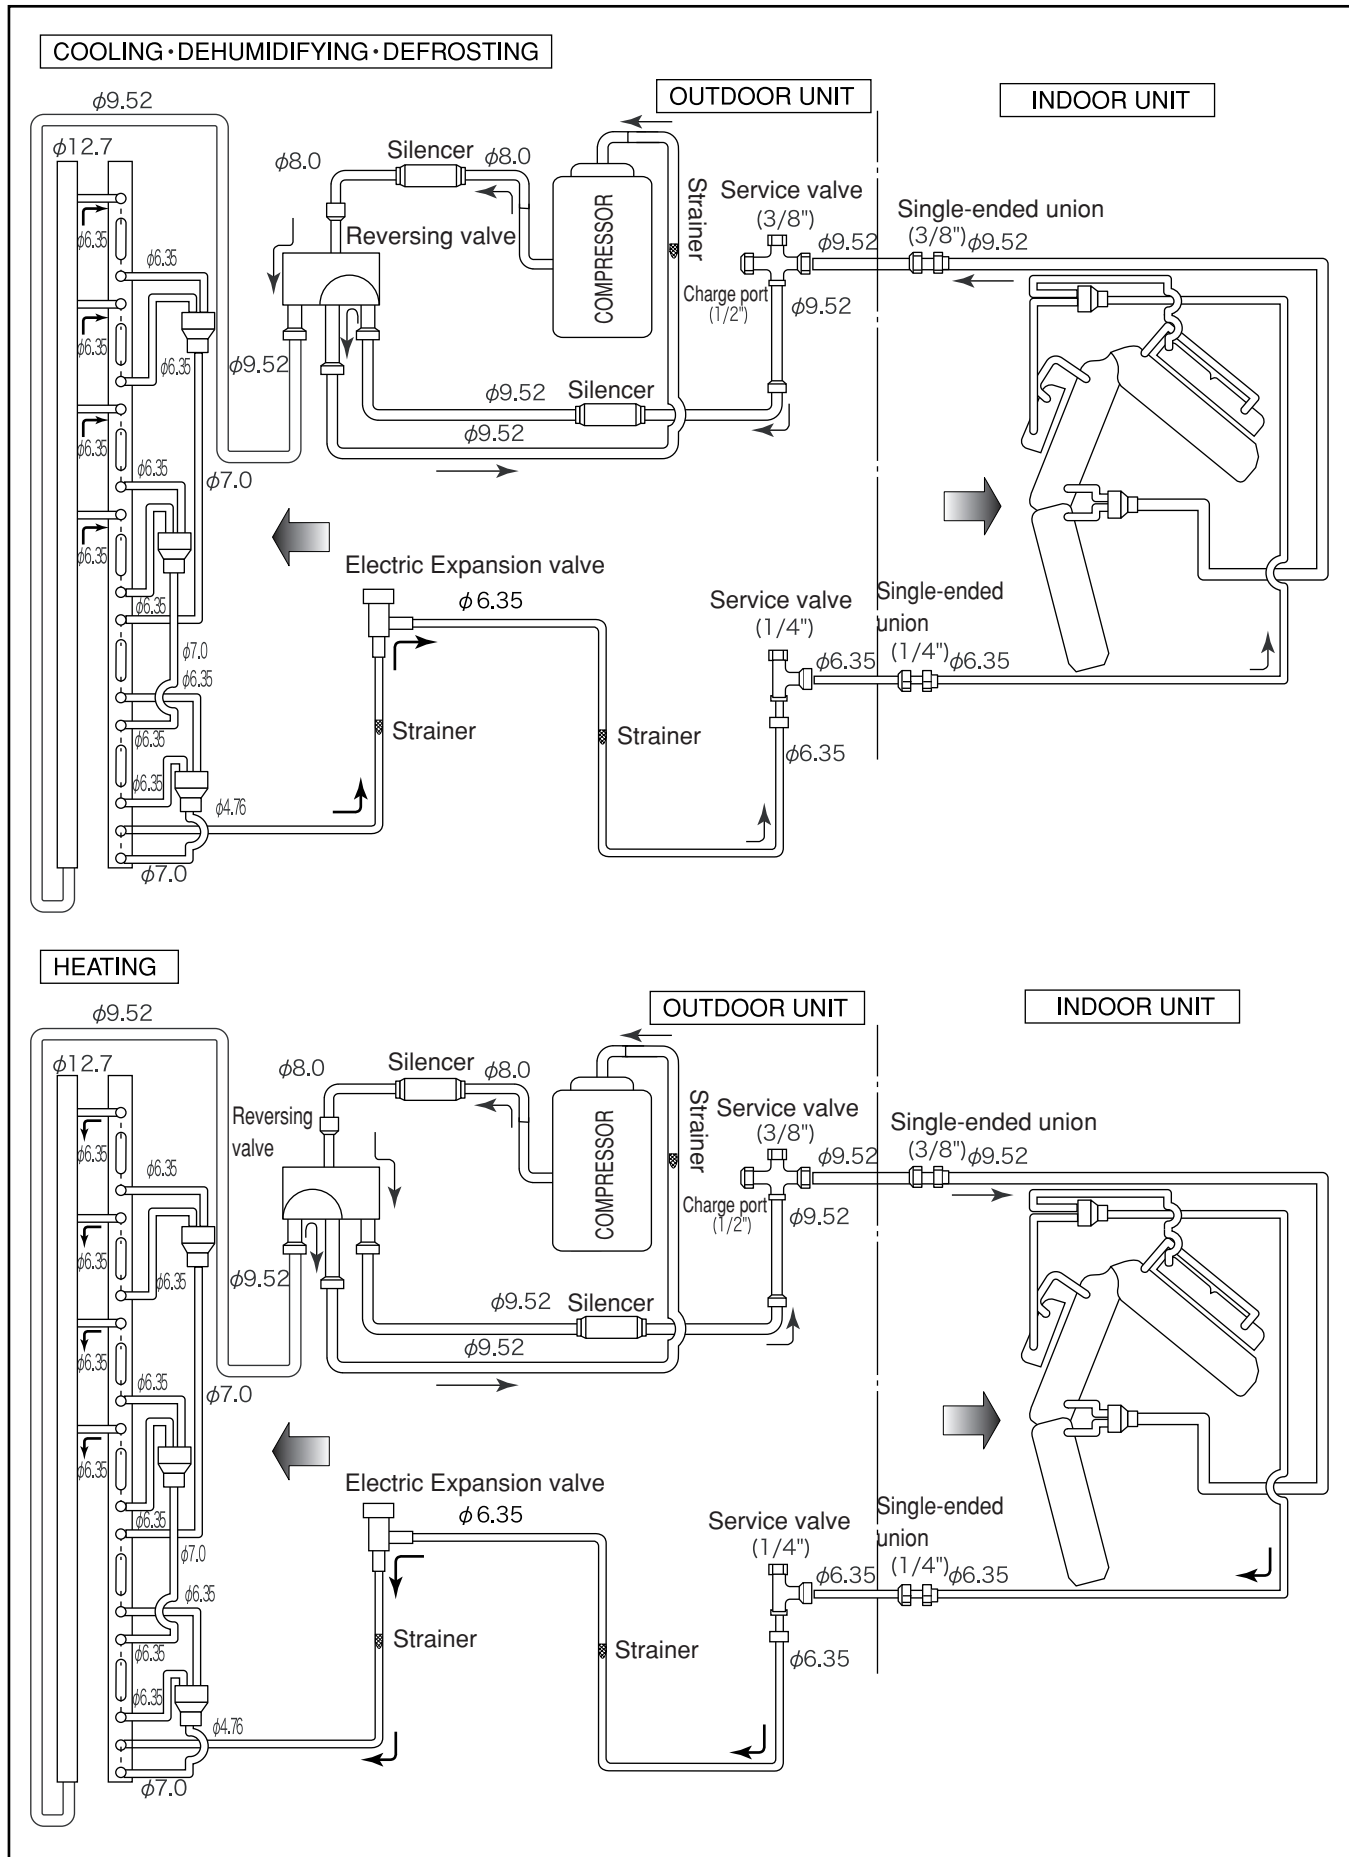 COOLING・DEHUMIDIFYING・DEFROSTING
OUTDOOR UNIT
INDOOR UNIT
φ9.52
φ12.7
φ8.0
Silencer
φ8.0
Reversing valve
COMPRESSOR
Strainer
Service valve
(3/8")
φ9.52
Single-ended union
(3/8")
φ9.52
Charge port
(1/2")
φ9.52
φ6.35
φ6.35
φ6.35
φ6.35
φ9.52
φ9.52
Silencer
φ9.52
φ6.35
φ6.35
φ7.0
φ6.35
Electric Expansion valve
φ 6.35
Service valve
(1/4")
Single-ended
union
(1/4")
φ6.35
φ6.35
φ6.35
φ7.0
φ6.35
φ6.35
Strainer
Strainer
φ6.35
φ6.35
φ4.76
φ7.0
HEATING
OUTDOOR UNIT
INDOOR UNIT
φ9.52
φ12.7
φ8.0
Silencer
φ8.0
Reversing
valve
COMPRESSOR
Strainer
Service valve
(3/8")
φ9.52
Single-ended union
(3/8")
φ9.52
Charge port
(1/2")
φ9.52
φ6.35
φ6.35
φ6.35
φ6.35
φ9.52
φ9.52
Silencer
φ9.52
φ6.35
φ6.35
φ7.0
φ6.35
Electric Expansion valve
φ 6.35
Service valve
(1/4")
Single-ended
union
(1/4")
φ6.35
φ6.35
φ7.0
φ6.35
φ6.35
Strainer
Strainer
φ6.35
φ6.35
φ4.76
φ7.0